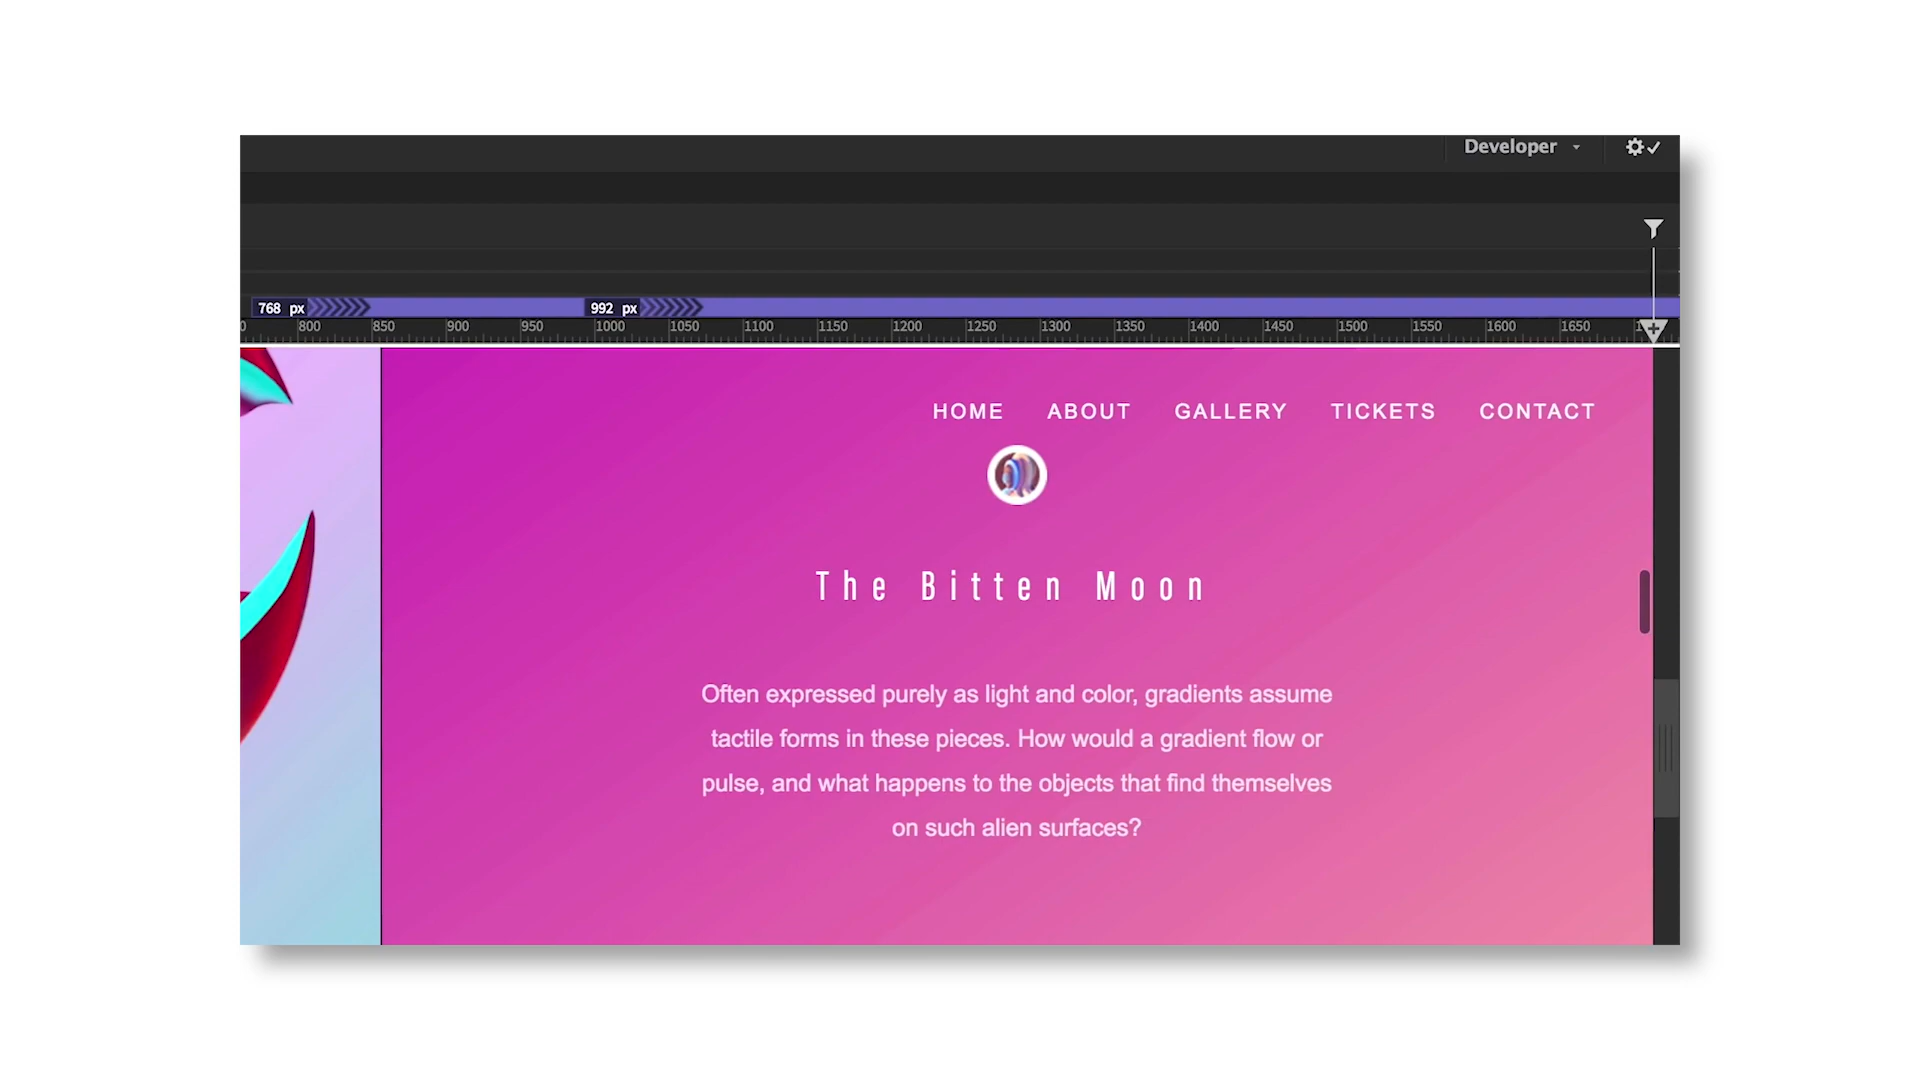 Developer
768 px 992 px
800 850 900 950 1000 1050 1100 1150 1200 1250 1300 1350 1400 1450 1500 1550 1600 1650
HOME ABOUT GALLERY TICKETS CONTACT
The Bitten Moon
Often expressed purely as light and color, gradients assume
tactile forms in these pieces. How would a gradient flow or
pulse, and what happens to the objects that find themselves
on such alien surfaces?